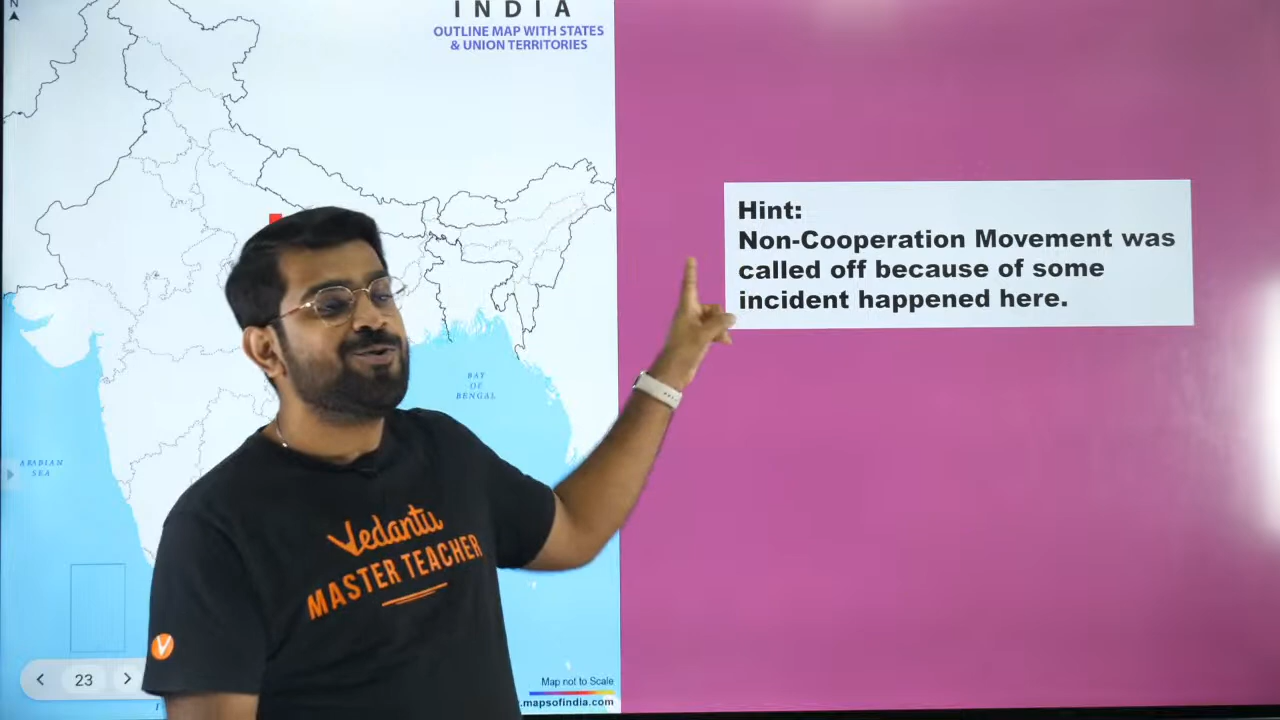 N
INDIA
OUTLINE MAP WITH STATES
& UNION TERRITORIES
Hint:
Non-Cooperation Movement was
called off because of some
incident happened here.
BAY
OF
BENGAL
ARABIAN
SEA
Vedantu
MASTER TEACHER
V
23
Map not to Scale
.mapsofindia.com